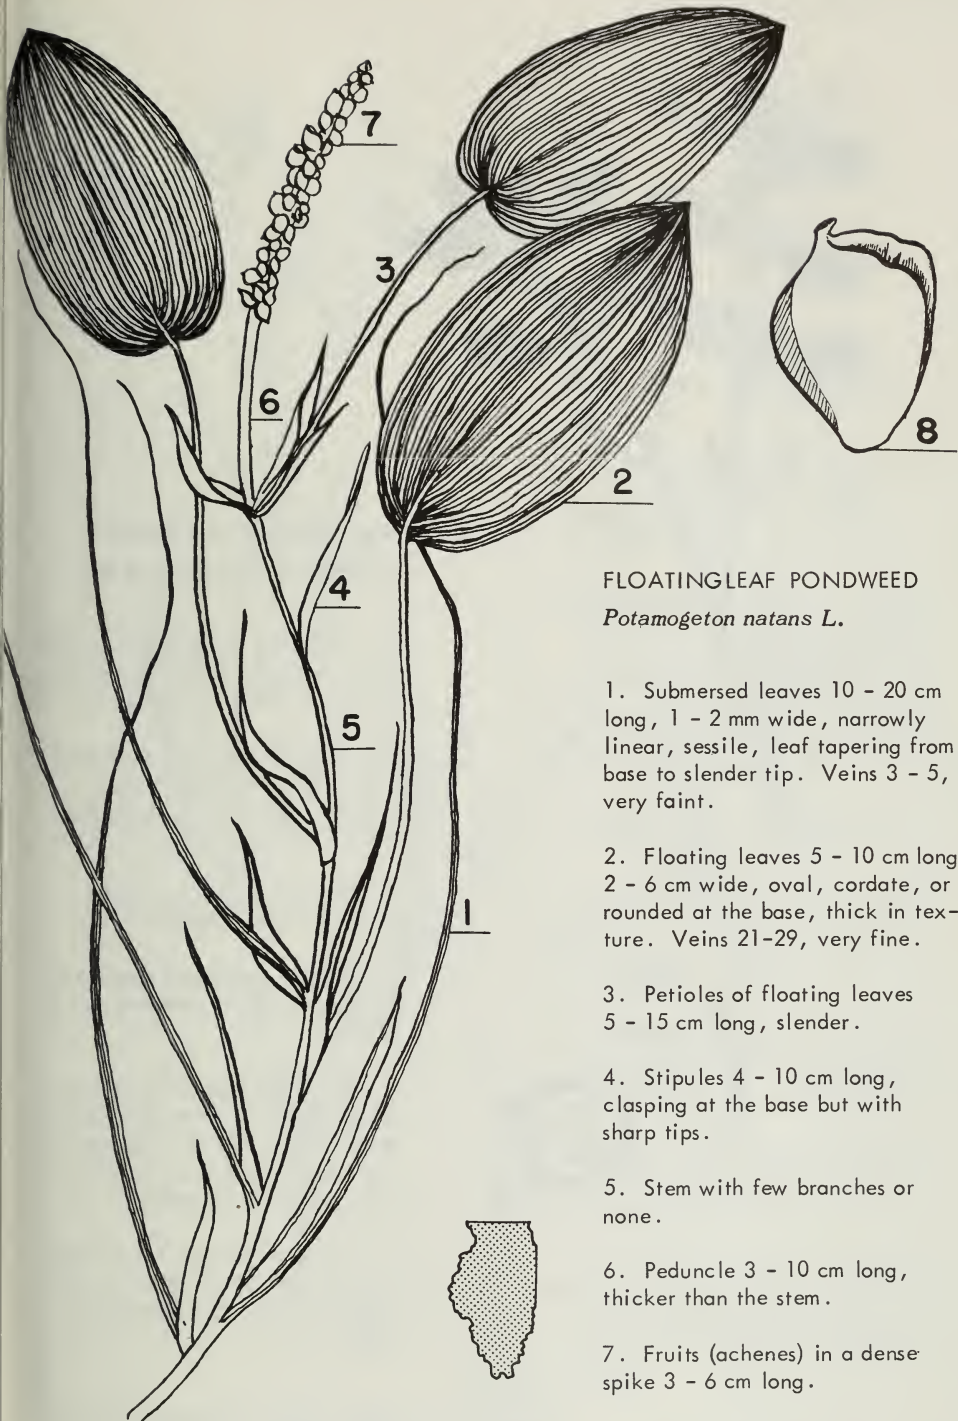 7
3
6
8
2
4
5
1
FLOATINGLEAF PONDWEED
Potamogeton natans L.
1. Submersed leaves 10 - 20 cm
long, 1 - 2 mm wide, narrowly
linear, sessile, leaf tapering from
base to slender tip. Veins 3 - 5,
very faint.
2. Floating leaves 5 - 10 cm long
2 - 6 cm wide, oval, cordate, or
rounded at the base, thick in tex-
ture. Veins 21-29, very fine.
3. Petioles of floating leaves
5 - 15 cm long, slender.
4. Stipules 4 - 10 cm long,
clasping at the base but with
sharp tips.
5. Stem with few branches or
none.
6. Peduncle 3 - 10 cm long,
thicker than the stem.
7. Fruits (achenes) in a dense
spike 3 - 6 cm long.